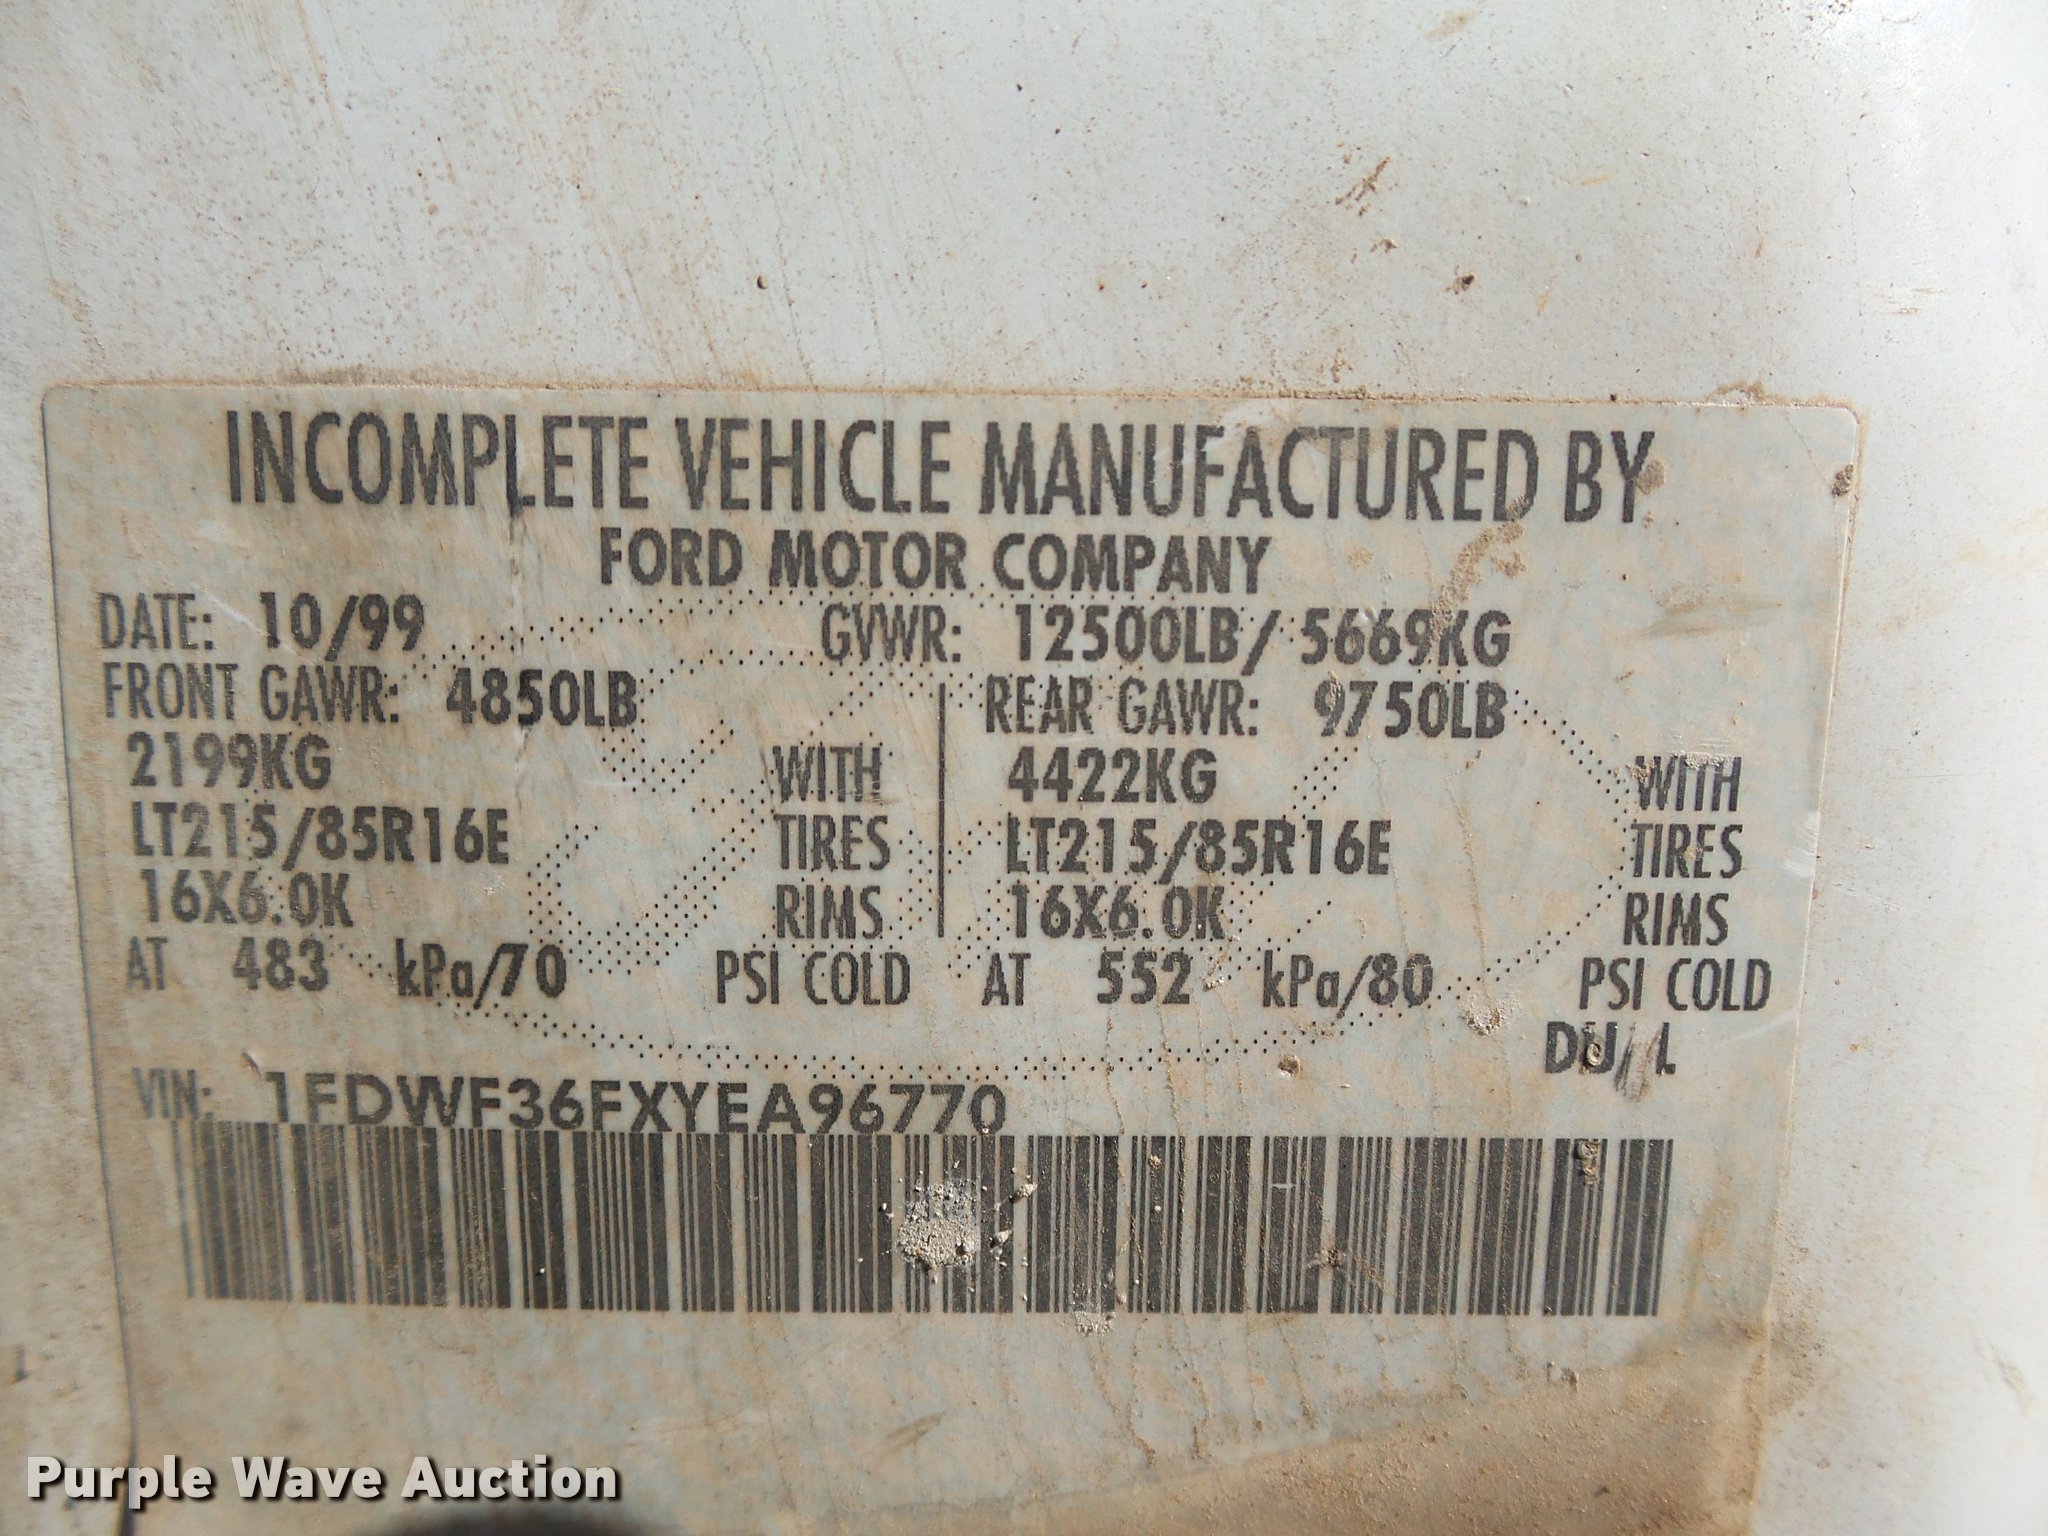 INCOMPLETE VEHICLE MANUFACTURED BY
FORD MOTOR COMPANY
DATE: 10/99 GVWR: 12500LB/ 5669KG
FRONT GAWR: 4850LB REAR GAWR: 9750LB
2199KG WITH 4422KG WITH
LT215/85R16E TIRES LT215/85R16E TIRES
16X6.0K RIMS 16X6.0K RIMS
AT 483 kPa/70 PSI COLD AT 552 kPa/80 PSI COLD
DUAL
VIN: 1FDWF36FXYEA96770
Purple Wave Auction